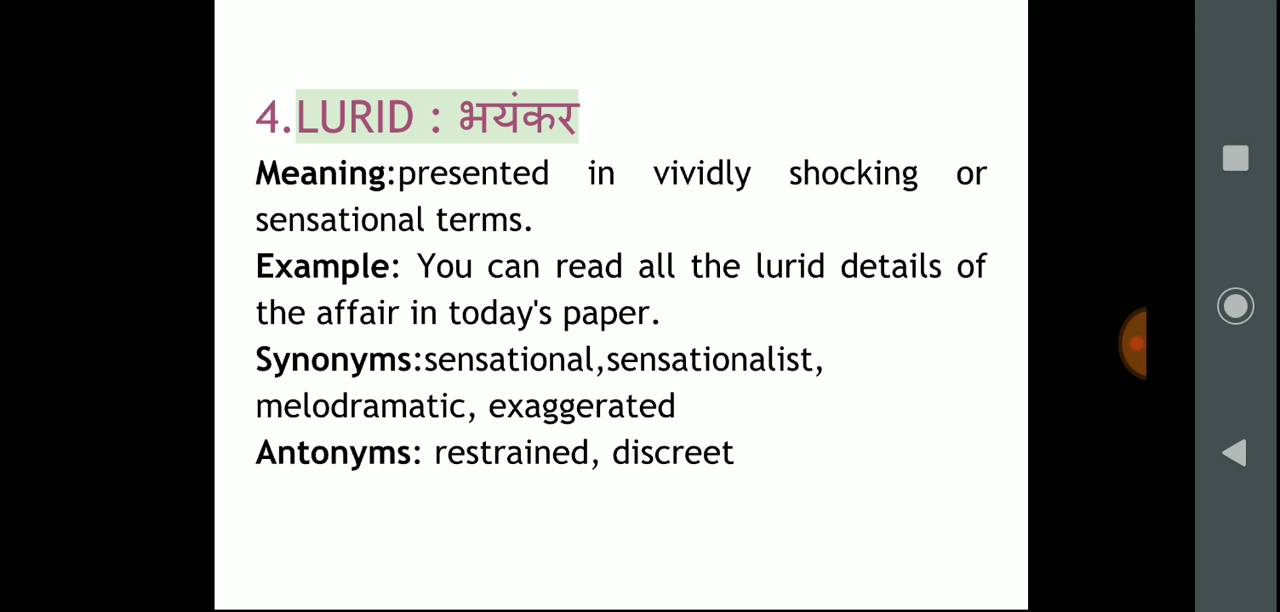 4.LURID : भयंकर
Meaning:presented in vividly shocking or
sensational terms.
Example: You can read all the lurid details of
the affair in today's paper.
Synonyms:sensational,sensationalist,
melodramatic, exaggerated
Antonyms: restrained, discreet